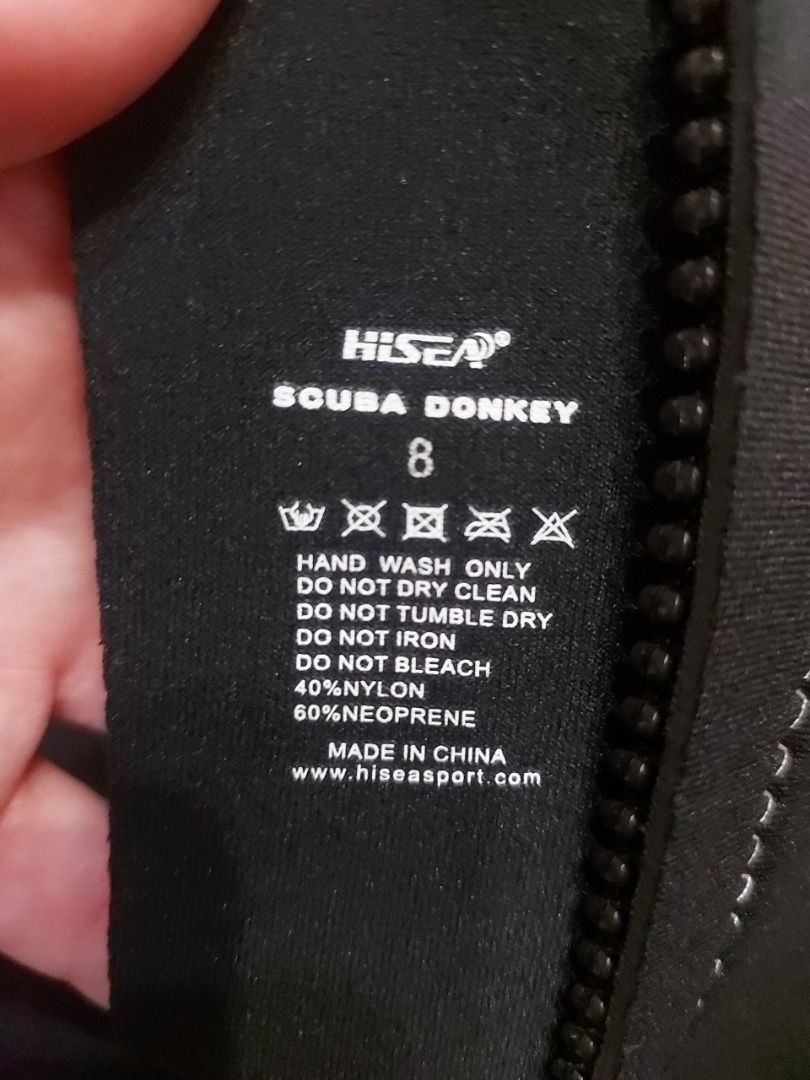 HISEA®
SCUBA DONKEY
8
HAND WASH ONLY
DO NOT DRY CLEAN
DO NOT TUMBLE DRY
DO NOT IRON
DO NOT BLEACH
40%NYLON
60%NEOPRENE
MADE IN CHINA
www.hiseasport.com